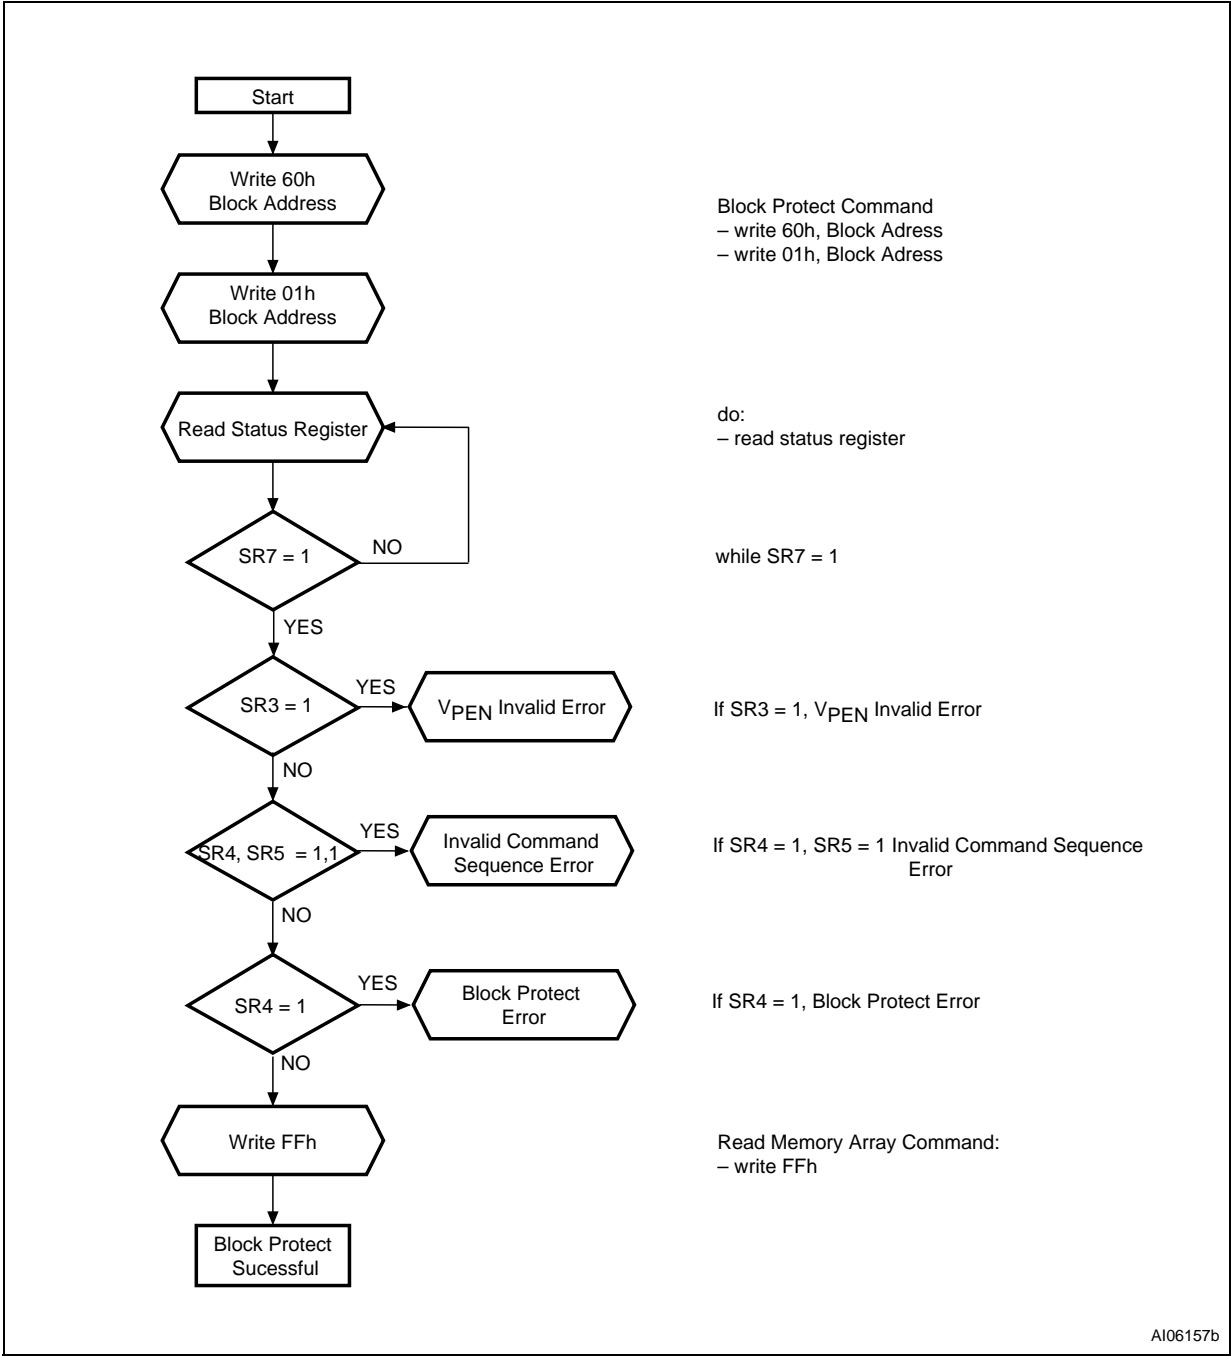 Start
Write 60h
Block Address
Block Protect Command
– write 60h, Block Adress
– write 01h, Block Adress
Write 01h
Block Address
Read Status Register
do:
– read status register
SR7 = 1
NO
while SR7 = 1
YES
SR3 = 1
YES
VPEN Invalid Error
If SR3 = 1, VPEN Invalid Error
NO
SR4, SR5 = 1,1
YES
Invalid Command
Sequence Error
If SR4 = 1, SR5 = 1 Invalid Command Sequence
Error
NO
SR4 = 1
YES
Block Protect
Error
If SR4 = 1, Block Protect Error
NO
Write FFh
Read Memory Array Command:
– write FFh
Block Protect
Sucessful
AI06157b